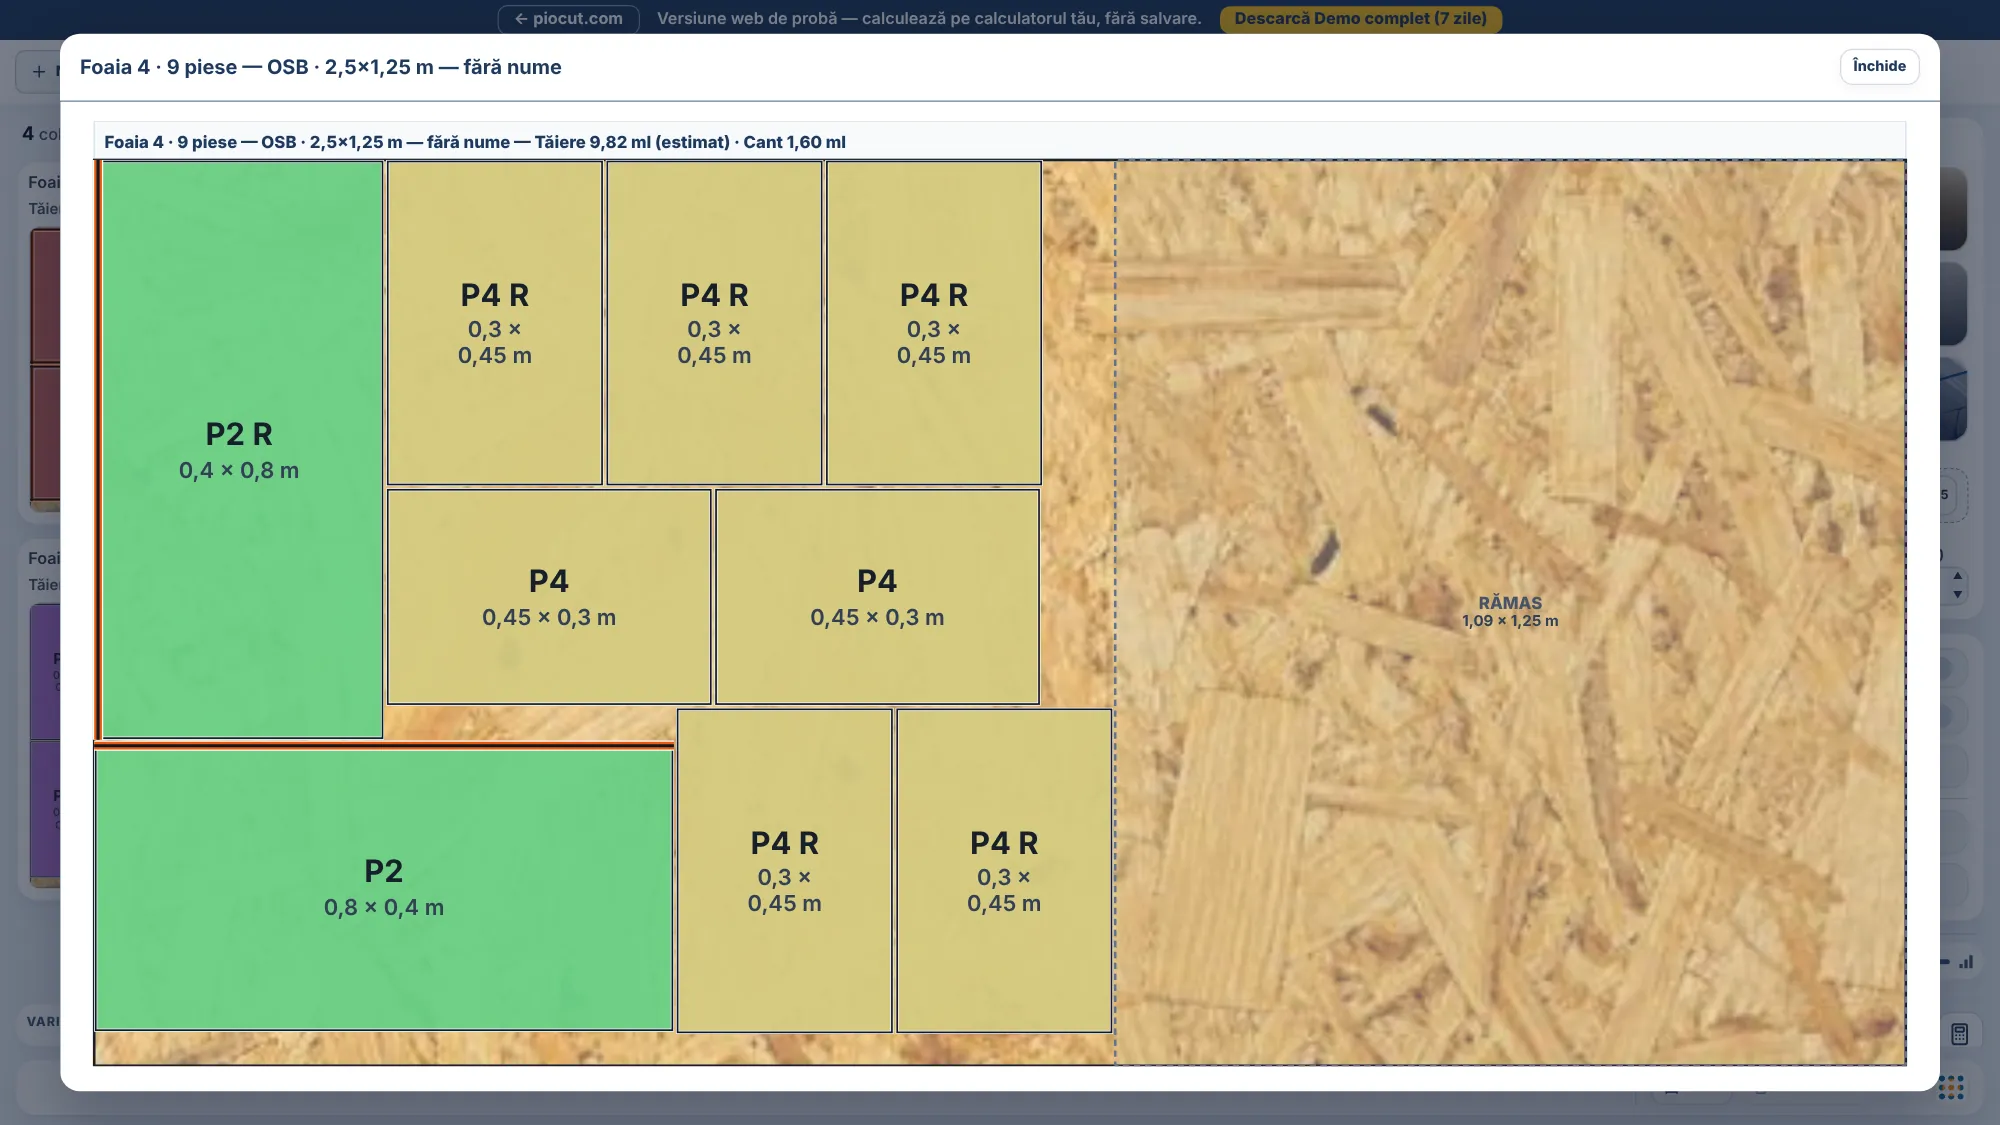 ← piocut.com
Versiune web de probă — calculează pe calculatorul tău, fără salvare.
Descarcă Demo complet (7 zile)
Foaia 4 · 9 piese — OSB · 2,5×1,25 m — fără nume
Închide
Foaia 4 · 9 piese — OSB · 2,5×1,25 m — fără nume — Tăiere 9,82 ml (estimat) · Cant 1,60 ml
P2 R
0,4 × 0,8 m
P4 R
0,3 ×
0,45 m
P4 R
0,3 ×
0,45 m
P4 R
0,3 ×
0,45 m
P4
0,45 × 0,3 m
P4
0,45 × 0,3 m
P2
0,8 × 0,4 m
P4 R
0,3 ×
0,45 m
P4 R
0,3 ×
0,45 m
RĂMAS
1,09 × 1,25 m
4